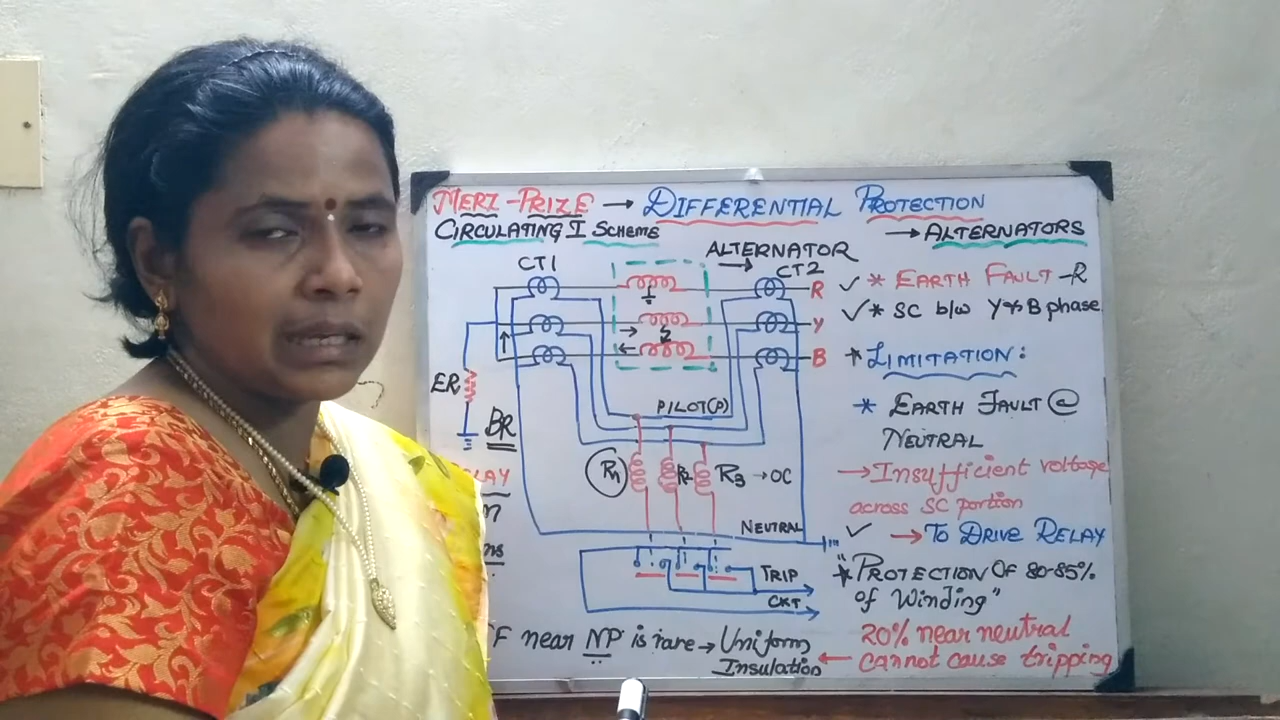 MERZ-PRIZE → DIFFERENTIAL PROTECTION
CIRCULATING I SCHEME
→ ALTERNATORS
ALTERNATOR →
CT1
CT2
R
Y
B
ER
BR
PILOT(P)
R1
R3 → OC
NEUTRAL
TRIP
CKT
LAY
ns
F near NP is rare → Uniform
Insulation
✓ * EARTH FAULT - R
✓ * SC b/w Y & B phase
* LIMITATION:
* EARTH FAULT @
NEUTRAL
→ Insufficient voltage
across SC portion
✓ → TO DRIVE RELAY
* "PROTECTION OF 80-85%
of Winding"
20% near neutral
← cannot cause tripping